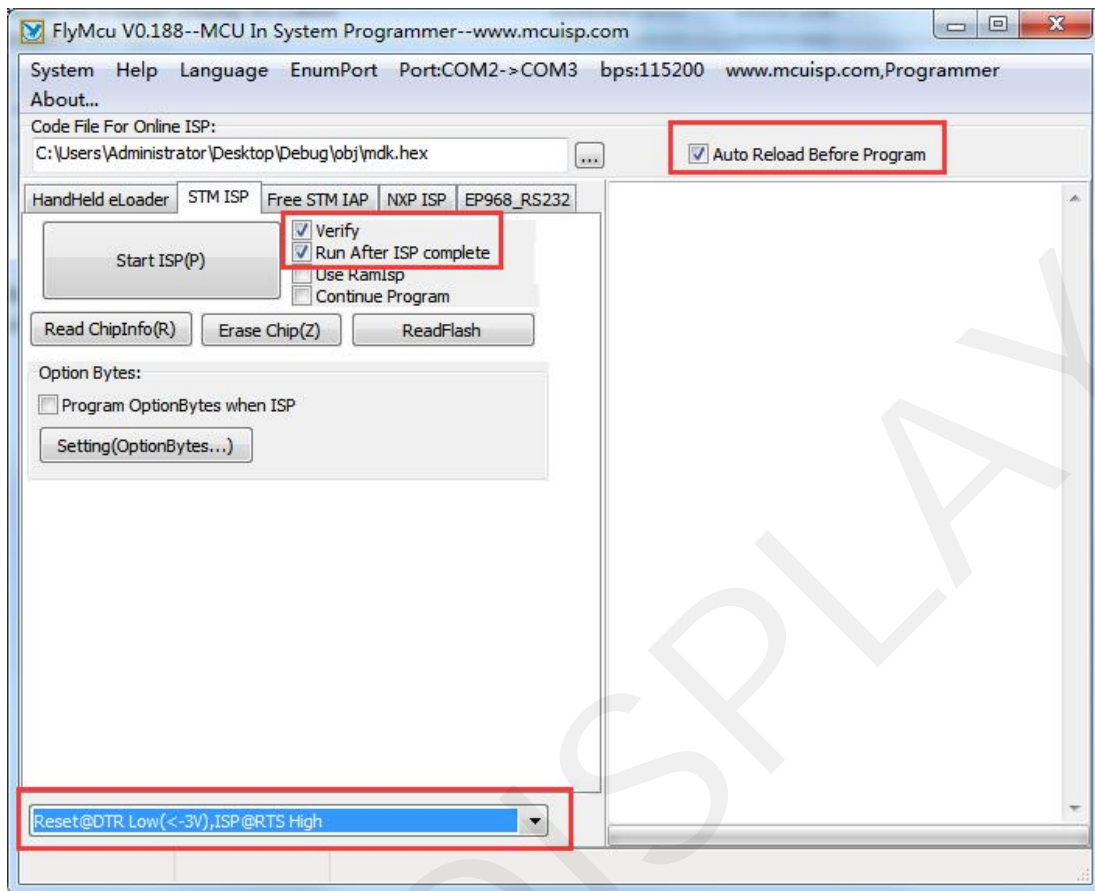 FlyMcu V0.188--MCU In System Programmer--www.mcuisp.com
System Help Language EnumPort Port:COM2->COM3 bps:115200 www.mcuisp.com,Programmer
About...
Code File For Online ISP:
C:\Users\Administrator\Desktop\Debug\obj\mdk.hex ... Auto Reload Before Program
HandHeld eLoader STM ISP Free STM IAP NXP ISP EP968_RS232
Verify
Start ISP(P) Run After ISP complete
Use RamIsp
Continue Program
Read ChipInfo(R) Erase Chip(Z) ReadFlash
Option Bytes:
Program OptionBytes when ISP
Setting(OptionBytes...)
Reset@DTR Low(<-3V),ISP@RTS High
DISPLAY